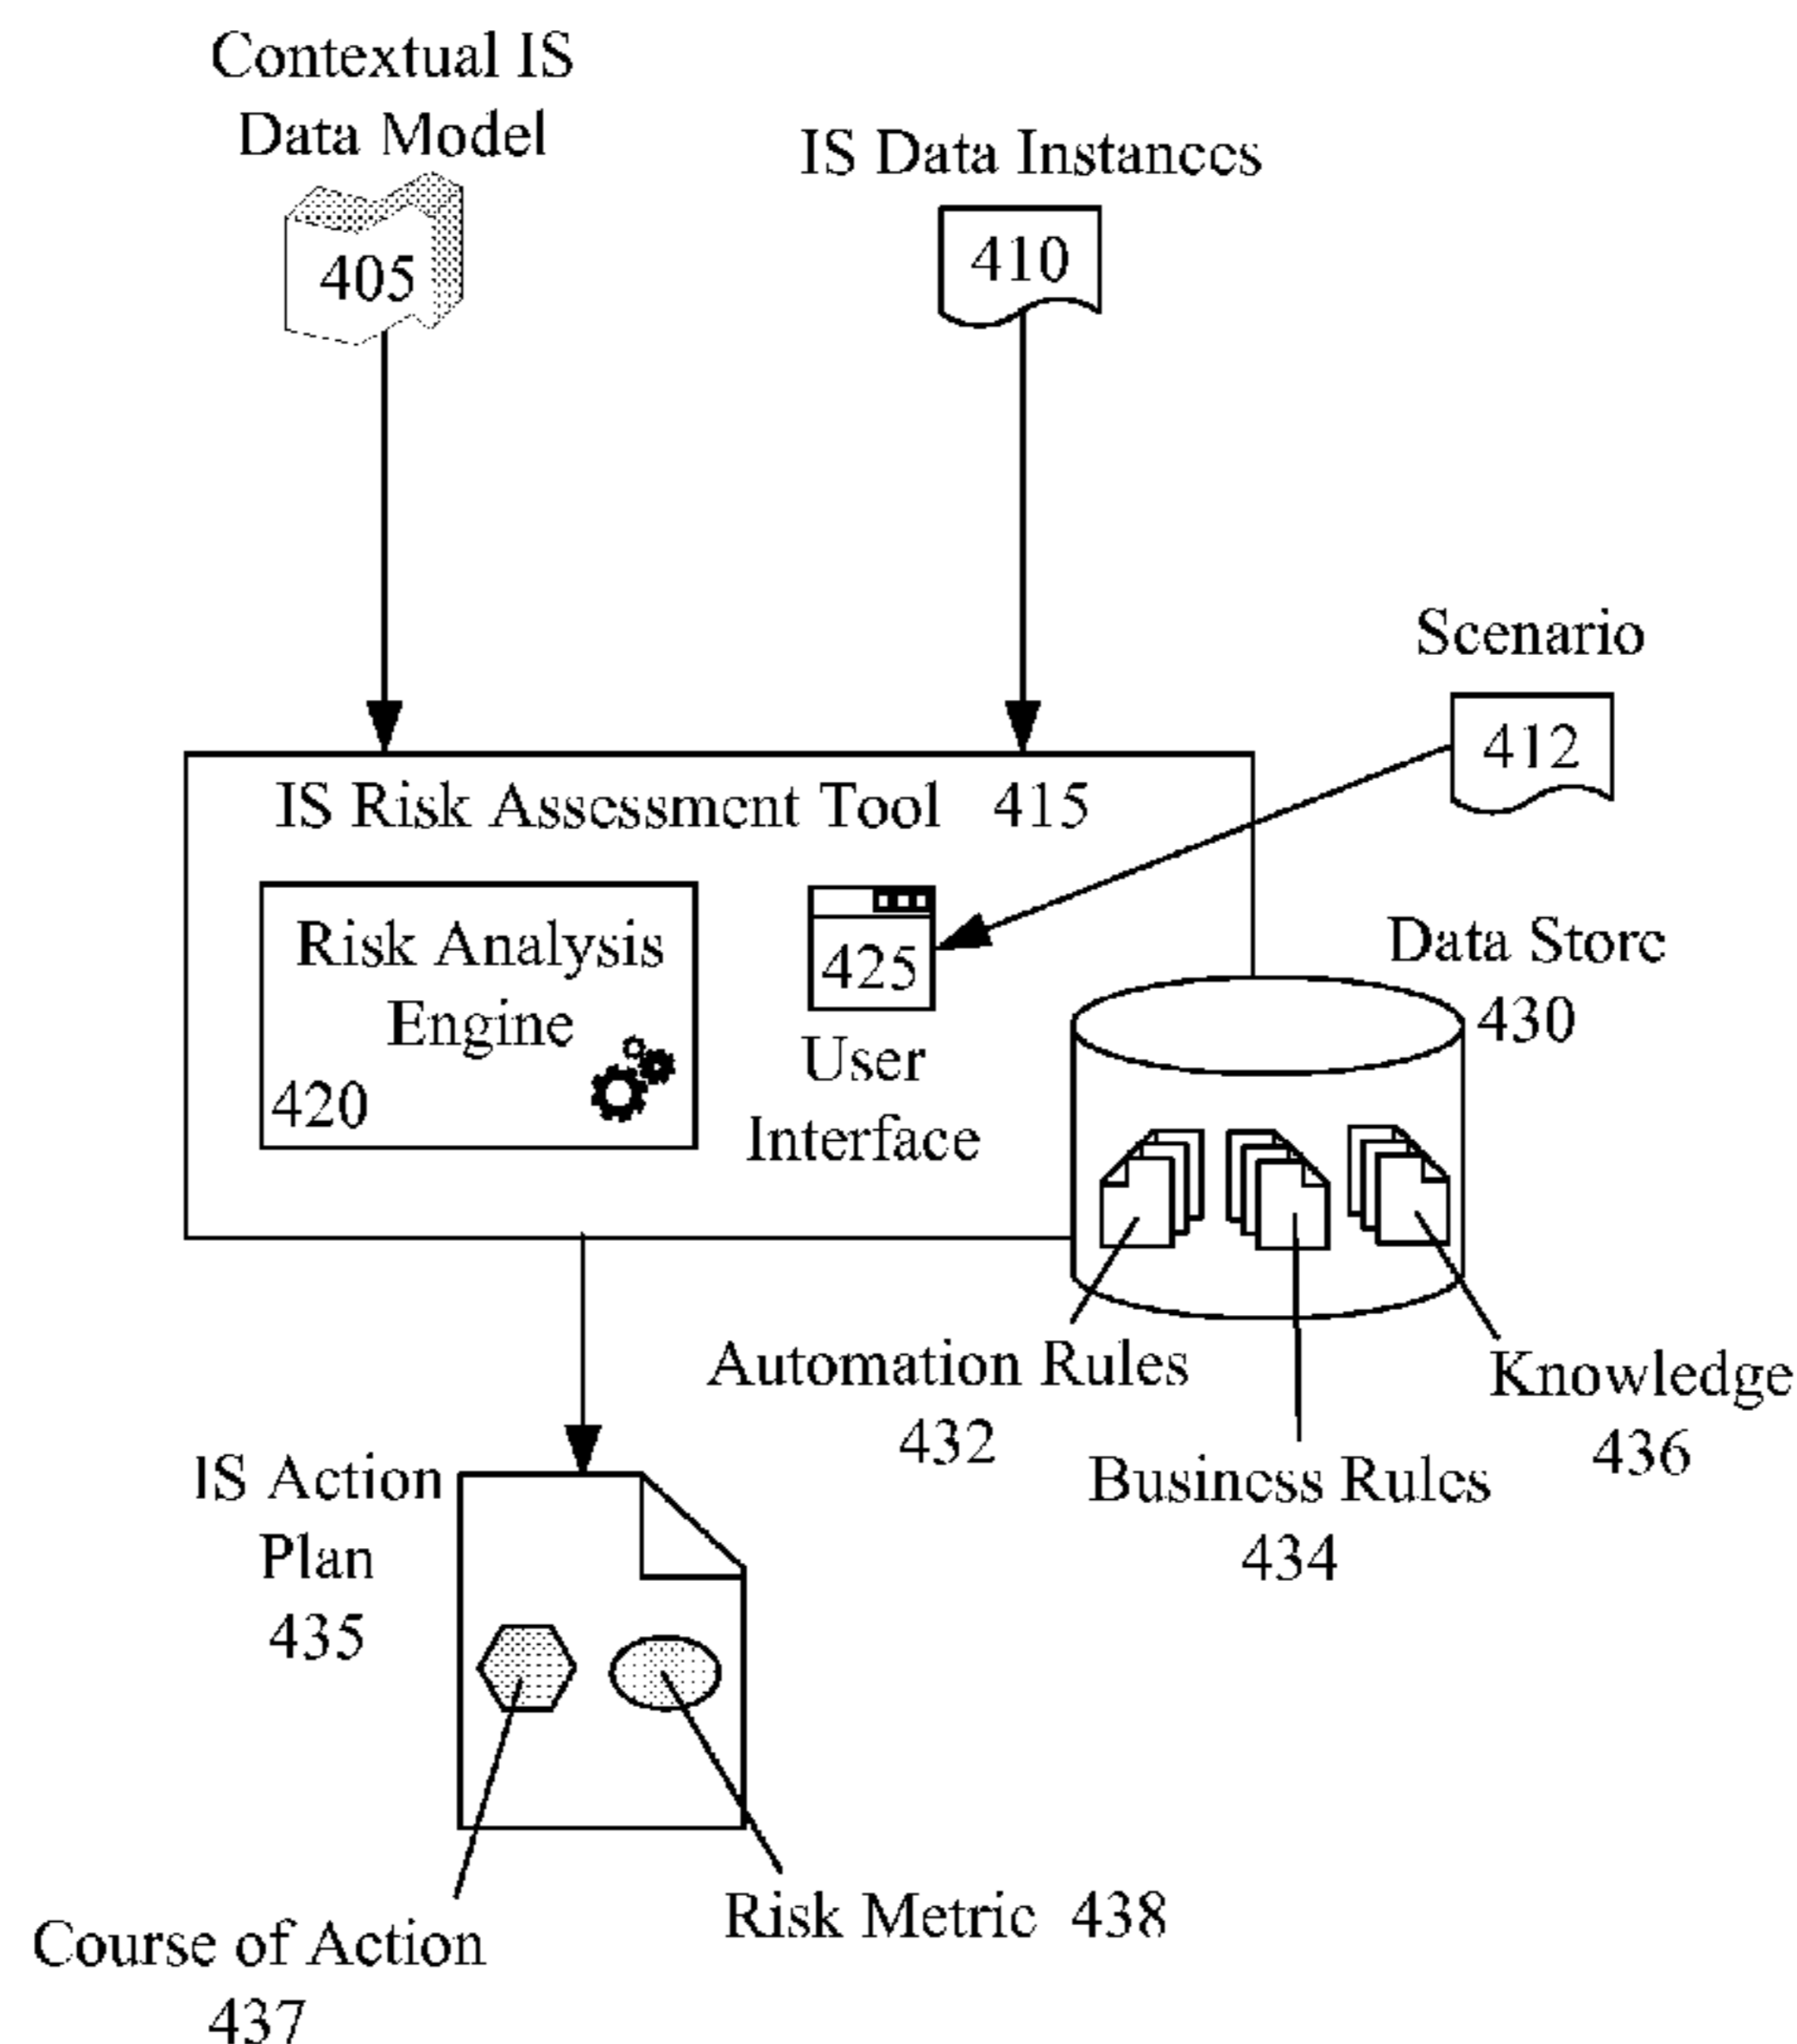 Contextual IS
Data Model
405
IS Data Instances
410
Scenario
412
IS Risk Assessment Tool 415
Risk Analysis
Engine
420
425
User
Interface
Data Store
430
Automation Rules
432
Business Rules
434
Knowledge
436
IS Action
Plan
435
Course of Action
437
Risk Metric 438